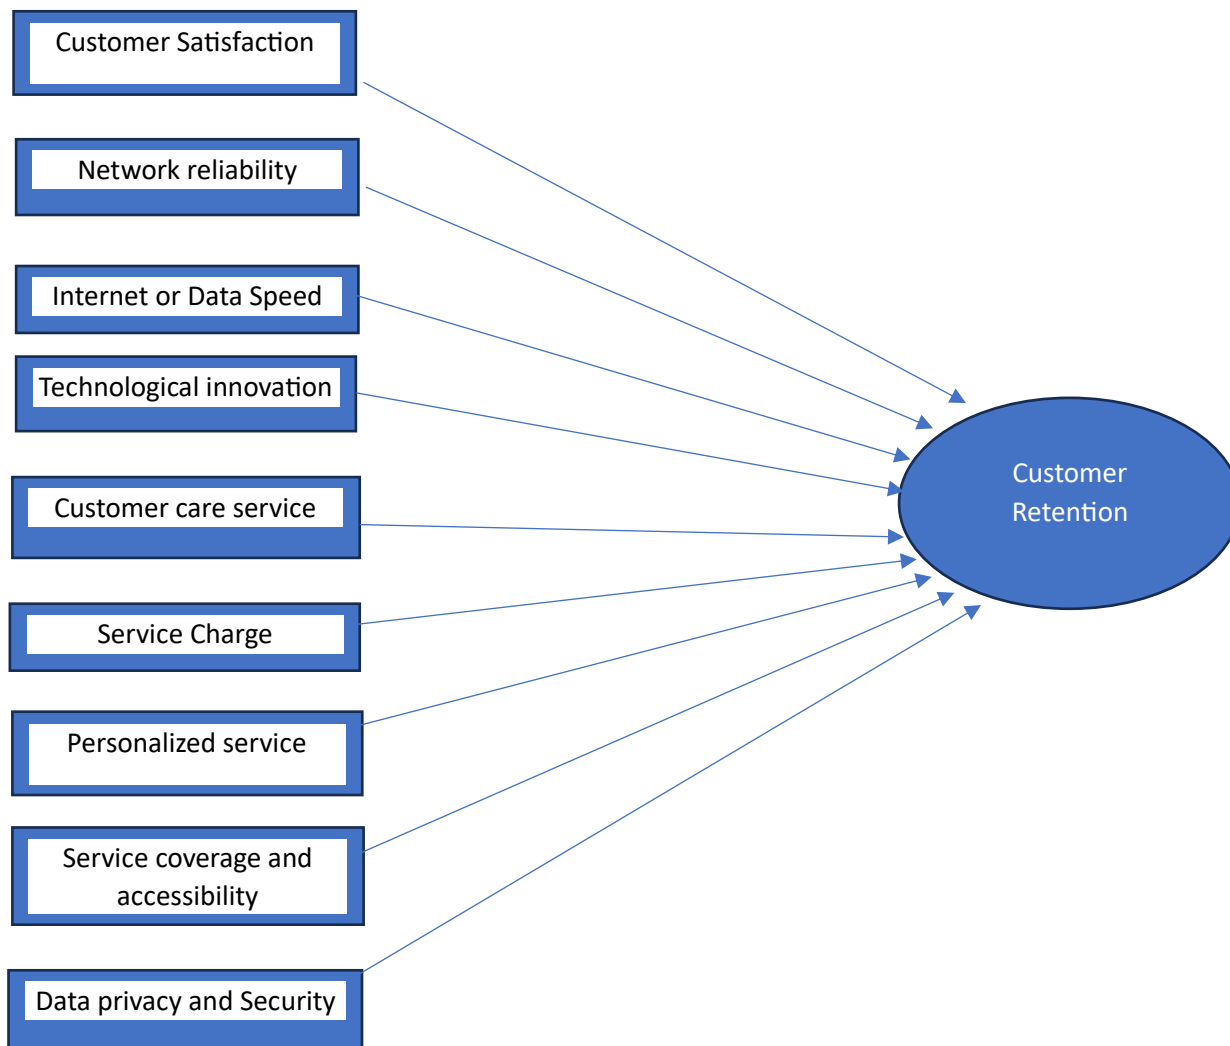 Customer Satisfaction
Network reliability
Internet or Data Speed
Technological innovation
Customer care service
Service Charge
Personalized service
Service coverage and
accessibility
Data privacy and Security
Customer
Retention